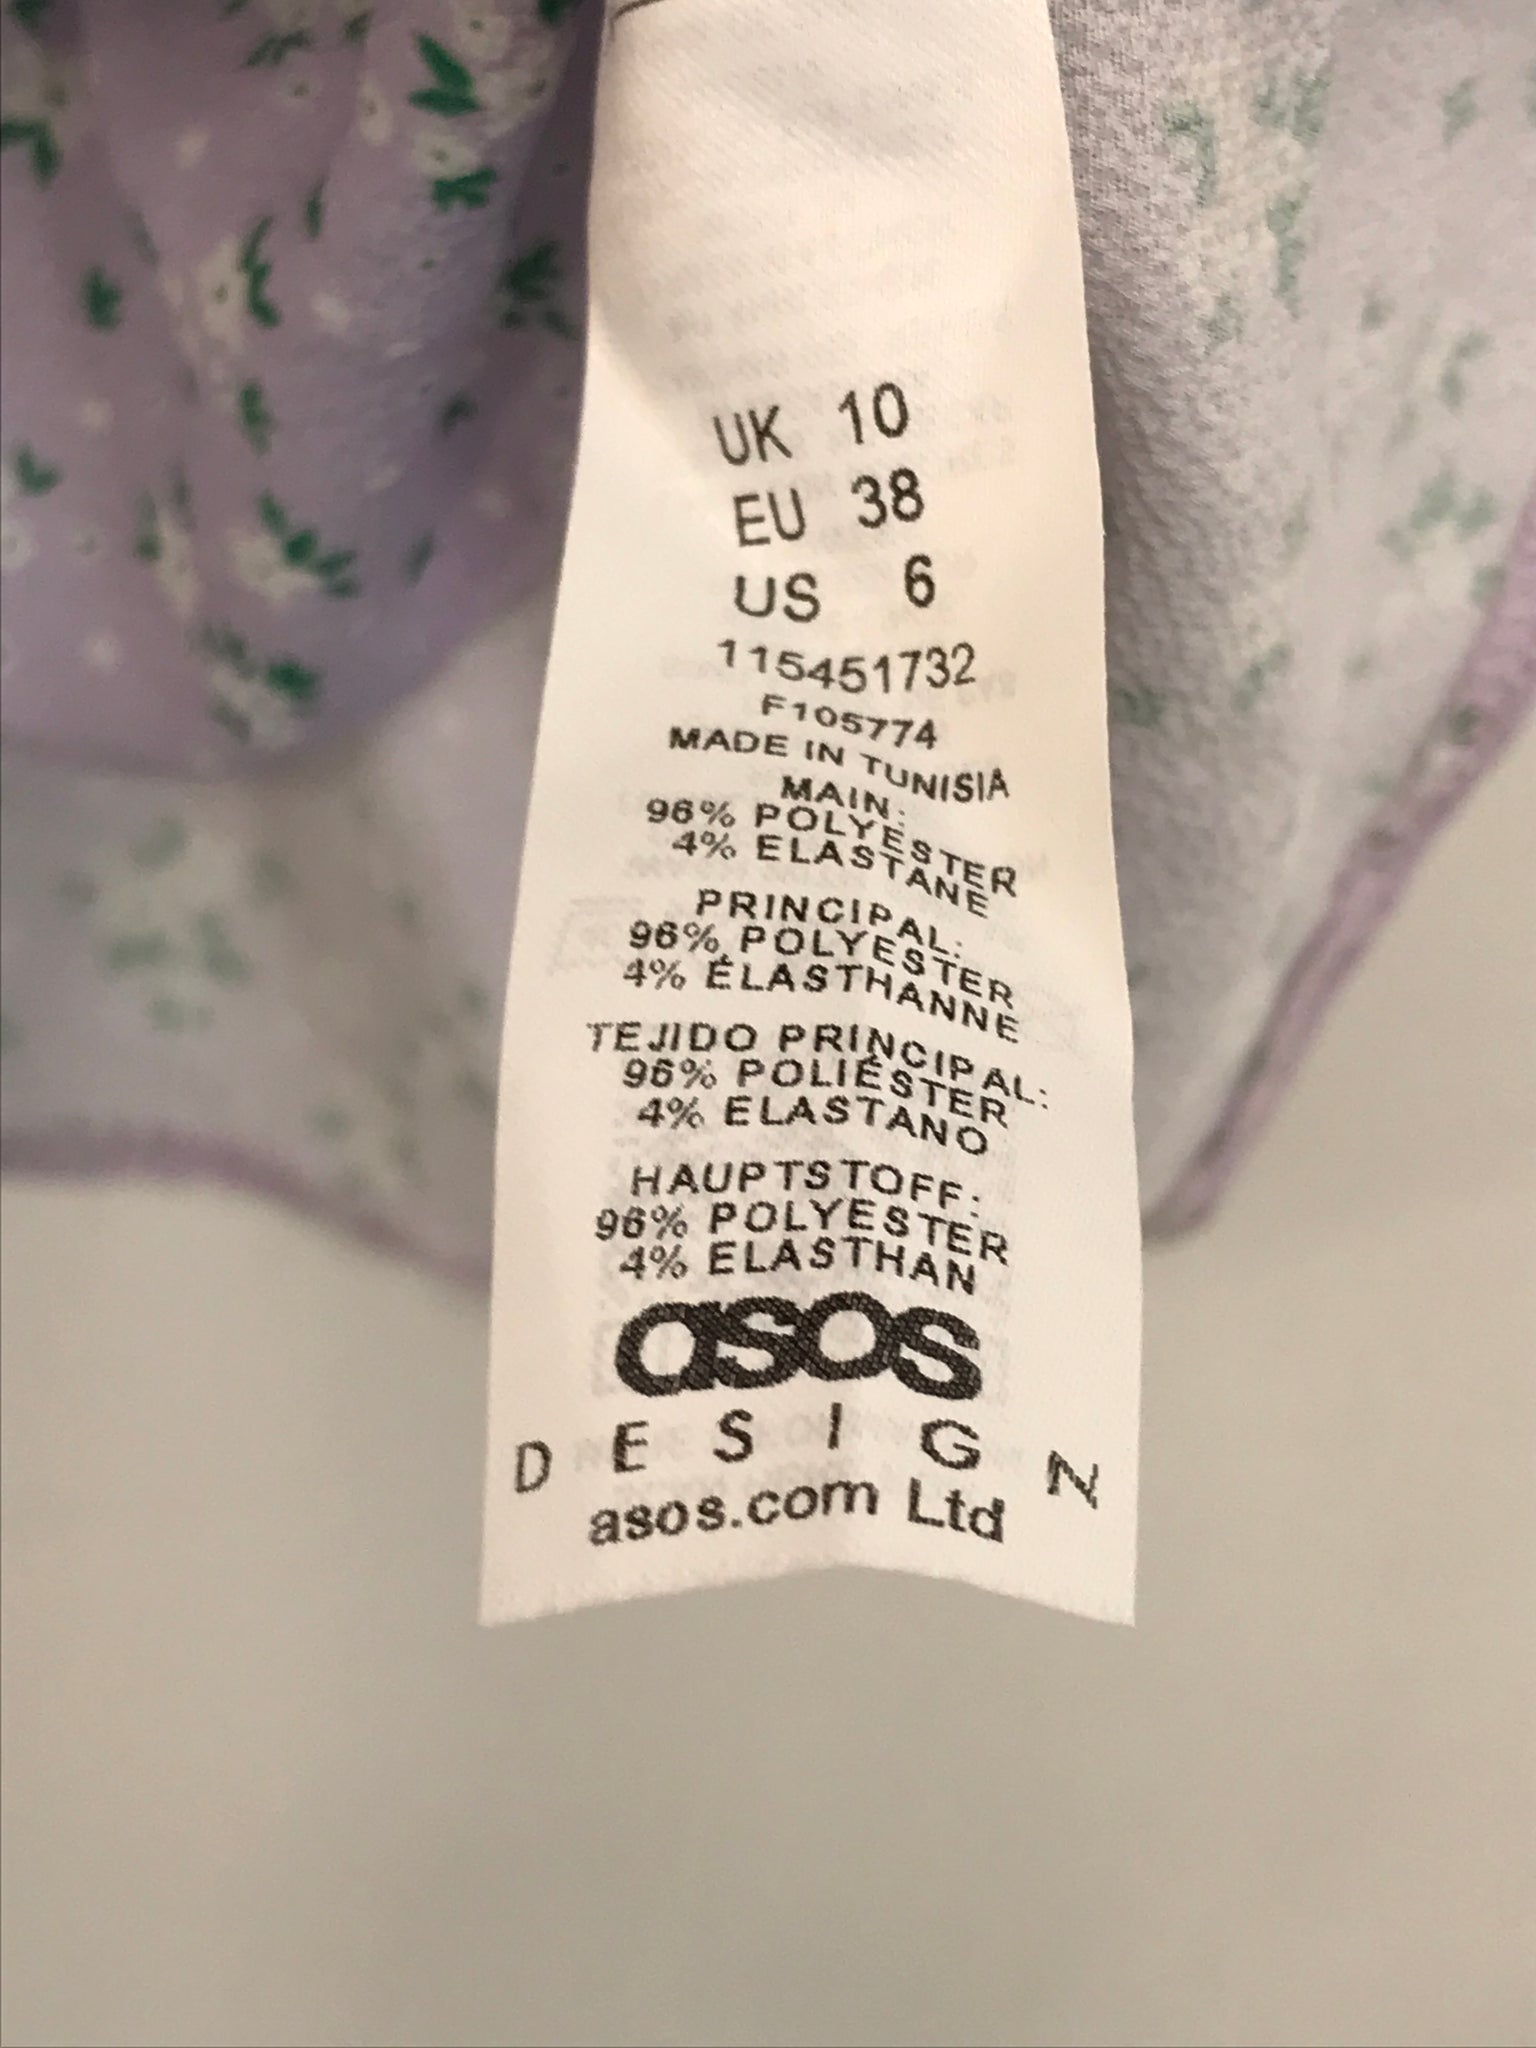 UK 10
EU 38
US 6
115451732
F105774
MADE IN TUNISIA
MAIN:
96% POLYESTER
4% ELASTANE
PRINCIPAL:
96% POLYESTER
4% ÉLASTHANNE
TEJIDO PRINCIPAL:
96% POLIÉSTER
4% ELASTANO
HAUPTSTOFF:
96% POLYESTER
4% ELASTHAN
asos
DESIGN
asos.com Ltd